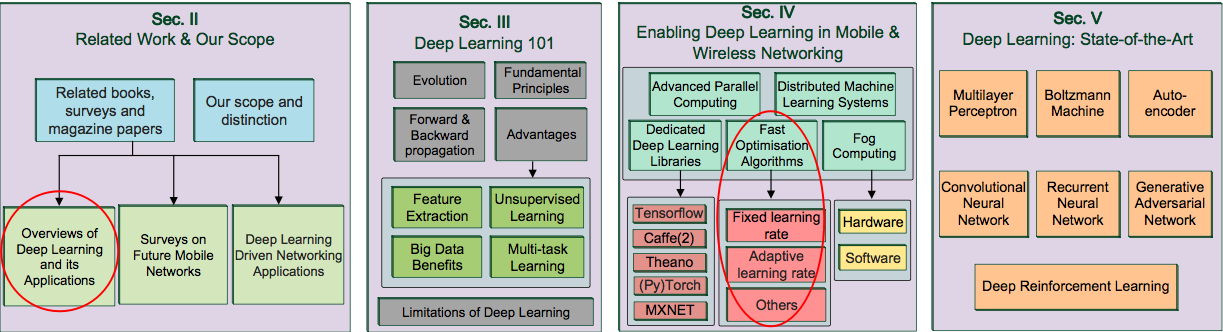 Sec. II
Related Work & Our Scope
Related books,
surveys and
magazine papers
Our scope and
distinction
Overviews of
Deep Learning
and its
Applications
Surveys on
Future Mobile
Networks
Deep Learning
Driven Networking
Applications
Sec. III
Deep Learning 101
Evolution
Fundamental
Principles
Forward &
Backward
propagation
Advantages
Feature
Extraction
Unsupervised
Learning
Big Data
Benefits
Multi-task
Learning
Limitations of Deep Learning
Sec. IV
Enabling Deep Learning in Mobile &
Wireless Networking
Advanced Parallel
Computing
Distributed Machine
Learning Systems
Dedicated
Deep Learning
Libraries
Fast
Optimisation
Algorithms
Fog
Computing
Tensorflow
Caffe(2)
Theano
(Py)Torch
MXNET
Fixed learning
rate
Adaptive
learning rate
Others
Hardware
Software
Sec. V
Deep Learning: State-of-the-Art
Multilayer
Perceptron
Boltzmann
Machine
Auto-
encoder
Convolutional
Neural
Network
Recurrent
Neural
Network
Generative
Adversarial
Network
Deep Reinforcement Learning